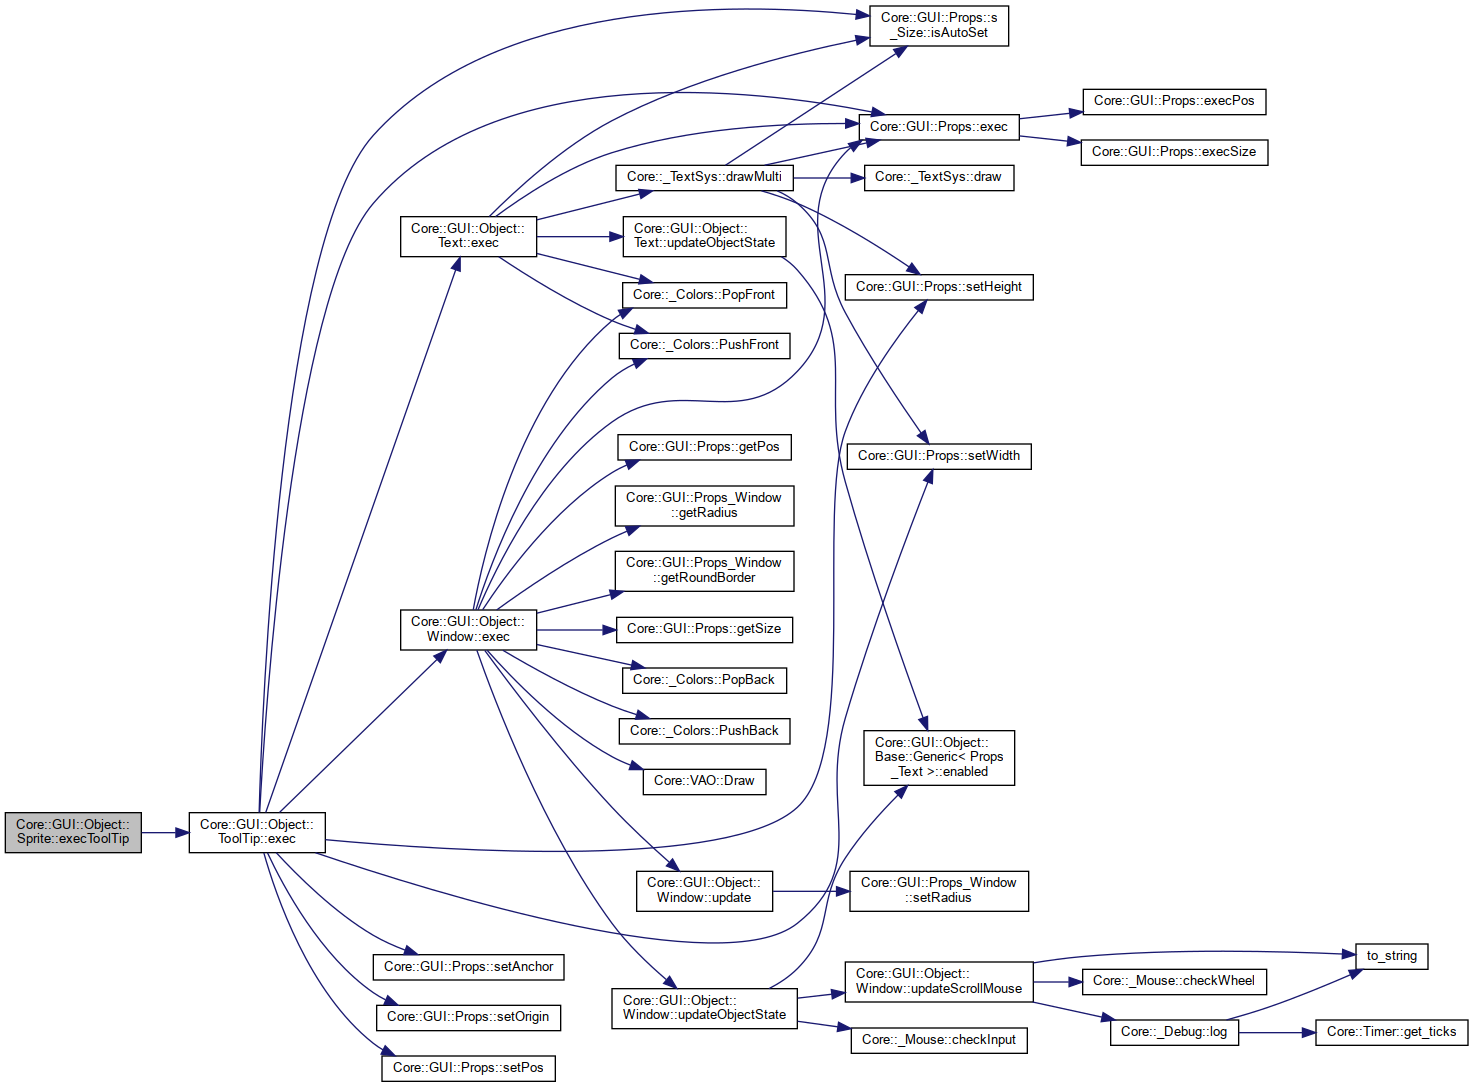 Core::GUI::Props::s
_Size::isAutoSet
Core::GUI::Props::execPos
Core::GUI::Props::exec
Core::GUI::Props::execSize
Core::_TextSys::drawMulti
Core::_TextSys::draw
Core::GUI::Object::
Text::exec
Core::GUI::Object::
Text::updateObjectState
Core::GUI::Props::setHeight
Core::_Colors::PopFront
Core::_Colors::PushFront
Core::GUI::Props::getPos
Core::GUI::Props::setWidth
Core::GUI::Props_Window
::getRadius
Core::GUI::Props_Window
::getRoundBorder
Core::GUI::Object::
Window::exec
Core::GUI::Props::getSize
Core::_Colors::PopBack
Core::_Colors::PushBack
Core::GUI::Object::
Base::Generic< Props
_Text >::enabled
Core::VAO::Draw
Core::GUI::Object::
Sprite::execToolTip
Core::GUI::Object::
ToolTip::exec
Core::GUI::Object::
Window::update
Core::GUI::Props_Window
::setRadius
Core::GUI::Props::setAnchor
to_string
Core::GUI::Object::
Window::updateScrollMouse
Core::_Mouse::checkWheel
Core::GUI::Object::
Window::updateObjectState
Core::GUI::Props::setOrigin
Core::_Debug::log
Core::Timer::get_ticks
Core::_Mouse::checkInput
Core::GUI::Props::setPos